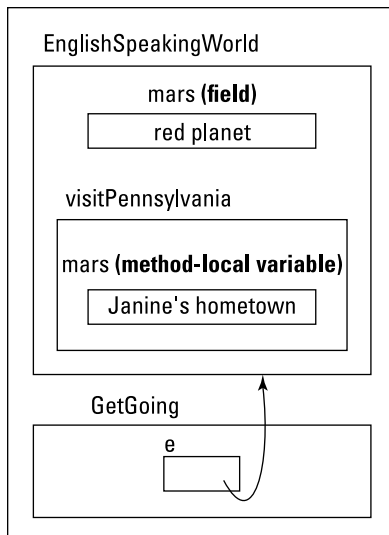 EnglishSpeakingWorld
mars (field)
red planet
visitPennsylvania
mars (method-local variable)
Janine's hometown
GetGoing
e